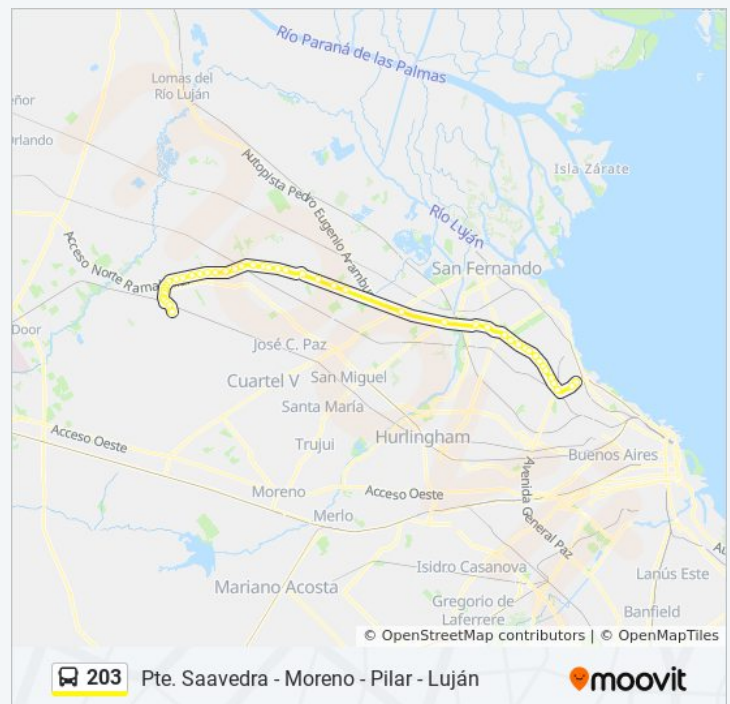 Río Paraná de las Palmas
Lomas del
Río Luján
eñor
Orlando
Autopista Pedro Eugenio Arambur
Isla Zárate
Río Luján
Acceso Norte Ramal
San Fernando
Door
José C. Paz
Cuartel V
San Miguel
Santa María
Trujui
Hurlingham
Acceso Oeste
Buenos Aires
Moreno
Acceso Oeste
Avenida General Paz
Merlo
Isidro Casanova
Mariano Acosta
Lanús Este
Gregorio de
Laferrere
Banfield
Au
© OpenStreetMap contributors | © OpenMapTiles
203 Pte. Saavedra - Moreno - Pilar - Luján
moovit